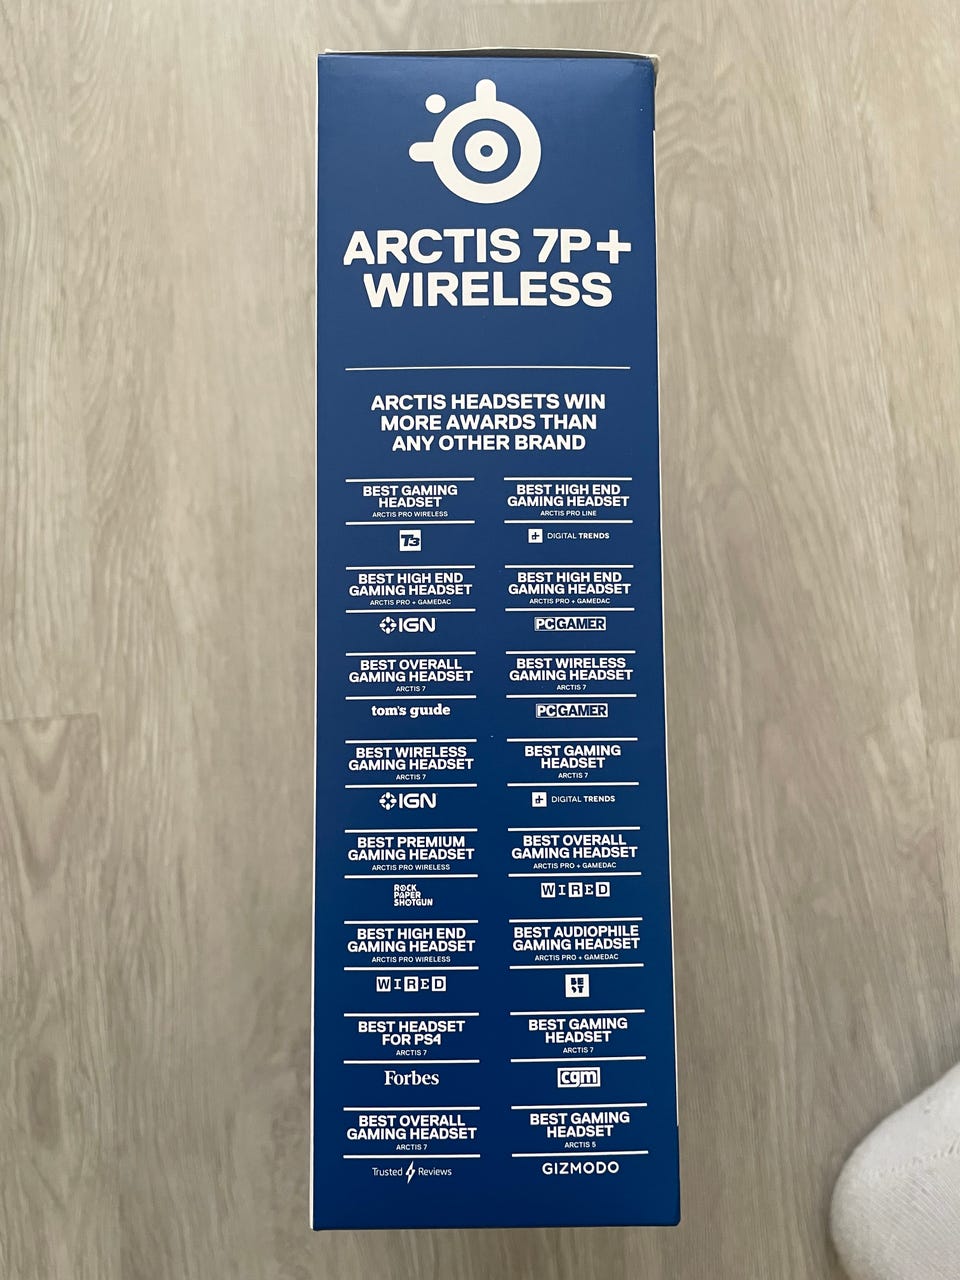 ARCTIS 7P+
WIRELESS
ARCTIS HEADSETS WIN
MORE AWARDS THAN
ANY OTHER BRAND
BEST GAMING
HEADSET
ARCTIS PRO WIRELESS
T3
BEST HIGH END
GAMING HEADSET
ARCTIS PRO LINE
DIGITAL TRENDS
BEST HIGH END
GAMING HEADSET
ARCTIS PRO + GAMEDAC
IGN
BEST HIGH END
GAMING HEADSET
ARCTIS PRO + GAMEDAC
PC GAMER
BEST OVERALL
GAMING HEADSET
ARCTIS 7
tom's guide
BEST WIRELESS
GAMING HEADSET
ARCTIS 7
PC GAMER
BEST WIRELESS
GAMING HEADSET
ARCTIS 7
IGN
BEST GAMING
HEADSET
ARCTIS 7
DIGITAL TRENDS
BEST PREMIUM
GAMING HEADSET
ARCTIS PRO WIRELESS
ROCK
PAPER
SHOTGUN
BEST OVERALL
GAMING HEADSET
ARCTIS PRO + GAMEDAC
WIRED
BEST HIGH END
GAMING HEADSET
ARCTIS PRO WIRELESS
WIRED
BEST AUDIOPHILE
GAMING HEADSET
ARCTIS PRO + GAMEDAC
BE
ST
BEST HEADSET
FOR PS4
ARCTIS 7
Forbes
BEST GAMING
HEADSET
ARCTIS 7
cgm
BEST OVERALL
GAMING HEADSET
ARCTIS 7
Trusted Reviews
BEST GAMING
HEADSET
ARCTIS 5
GIZMODO